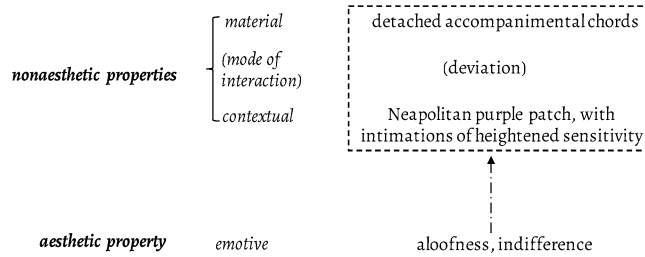 material detached accompanimental chords
nonaesthetic properties (mode of interaction) (deviation)
contextual Neapolitan purple patch, with intimations of heightened sensitivity
aesthetic property emotive aloofness, indifference